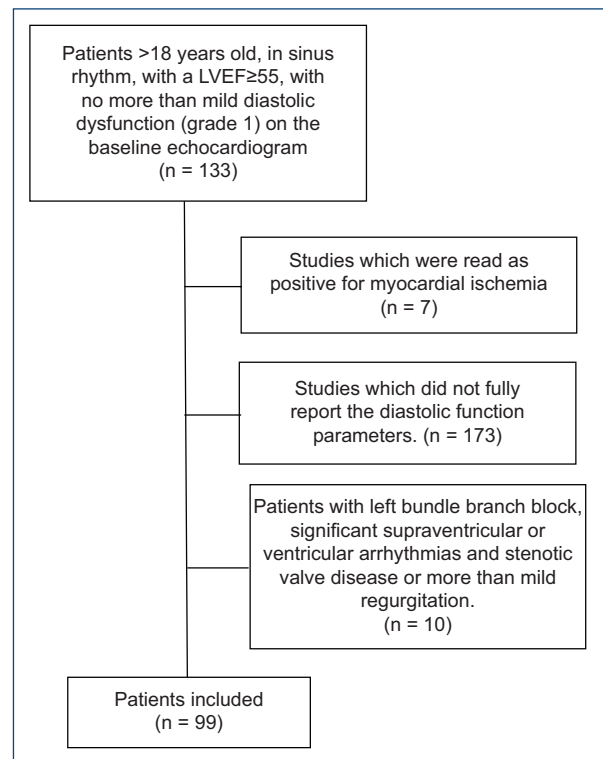 Patients >18 years old, in sinus
rhythm, with a LVEF≥55, with
no more than mild diastolic
dysfunction (grade 1) on the
baseline echocardiogram
(n = 133)
Studies which were read as
positive for myocardial ischemia
(n = 7)
Studies which did not fully
report the diastolic function
parameters. (n = 173)
Patients with left bundle branch block,
significant supraventricular or
ventricular arrhythmias and stenotic
valve disease or more than mild
regurgitation.
(n = 10)
Patients included
(n = 99)